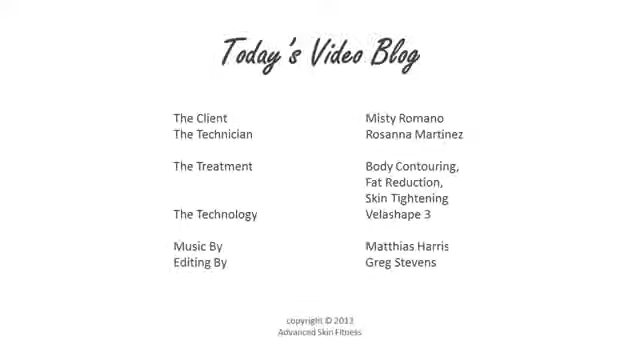 Today's Video Blog
The Client Misty Romano
The Technician Rosanna Martinez
The Treatment Body Contouring,
Fat Reduction,
Skin Tightening
The Technology Velashape 3
Music By Matthias Harris
Editing By Greg Stevens
copyright © 2013
Advanced Skin Fitness